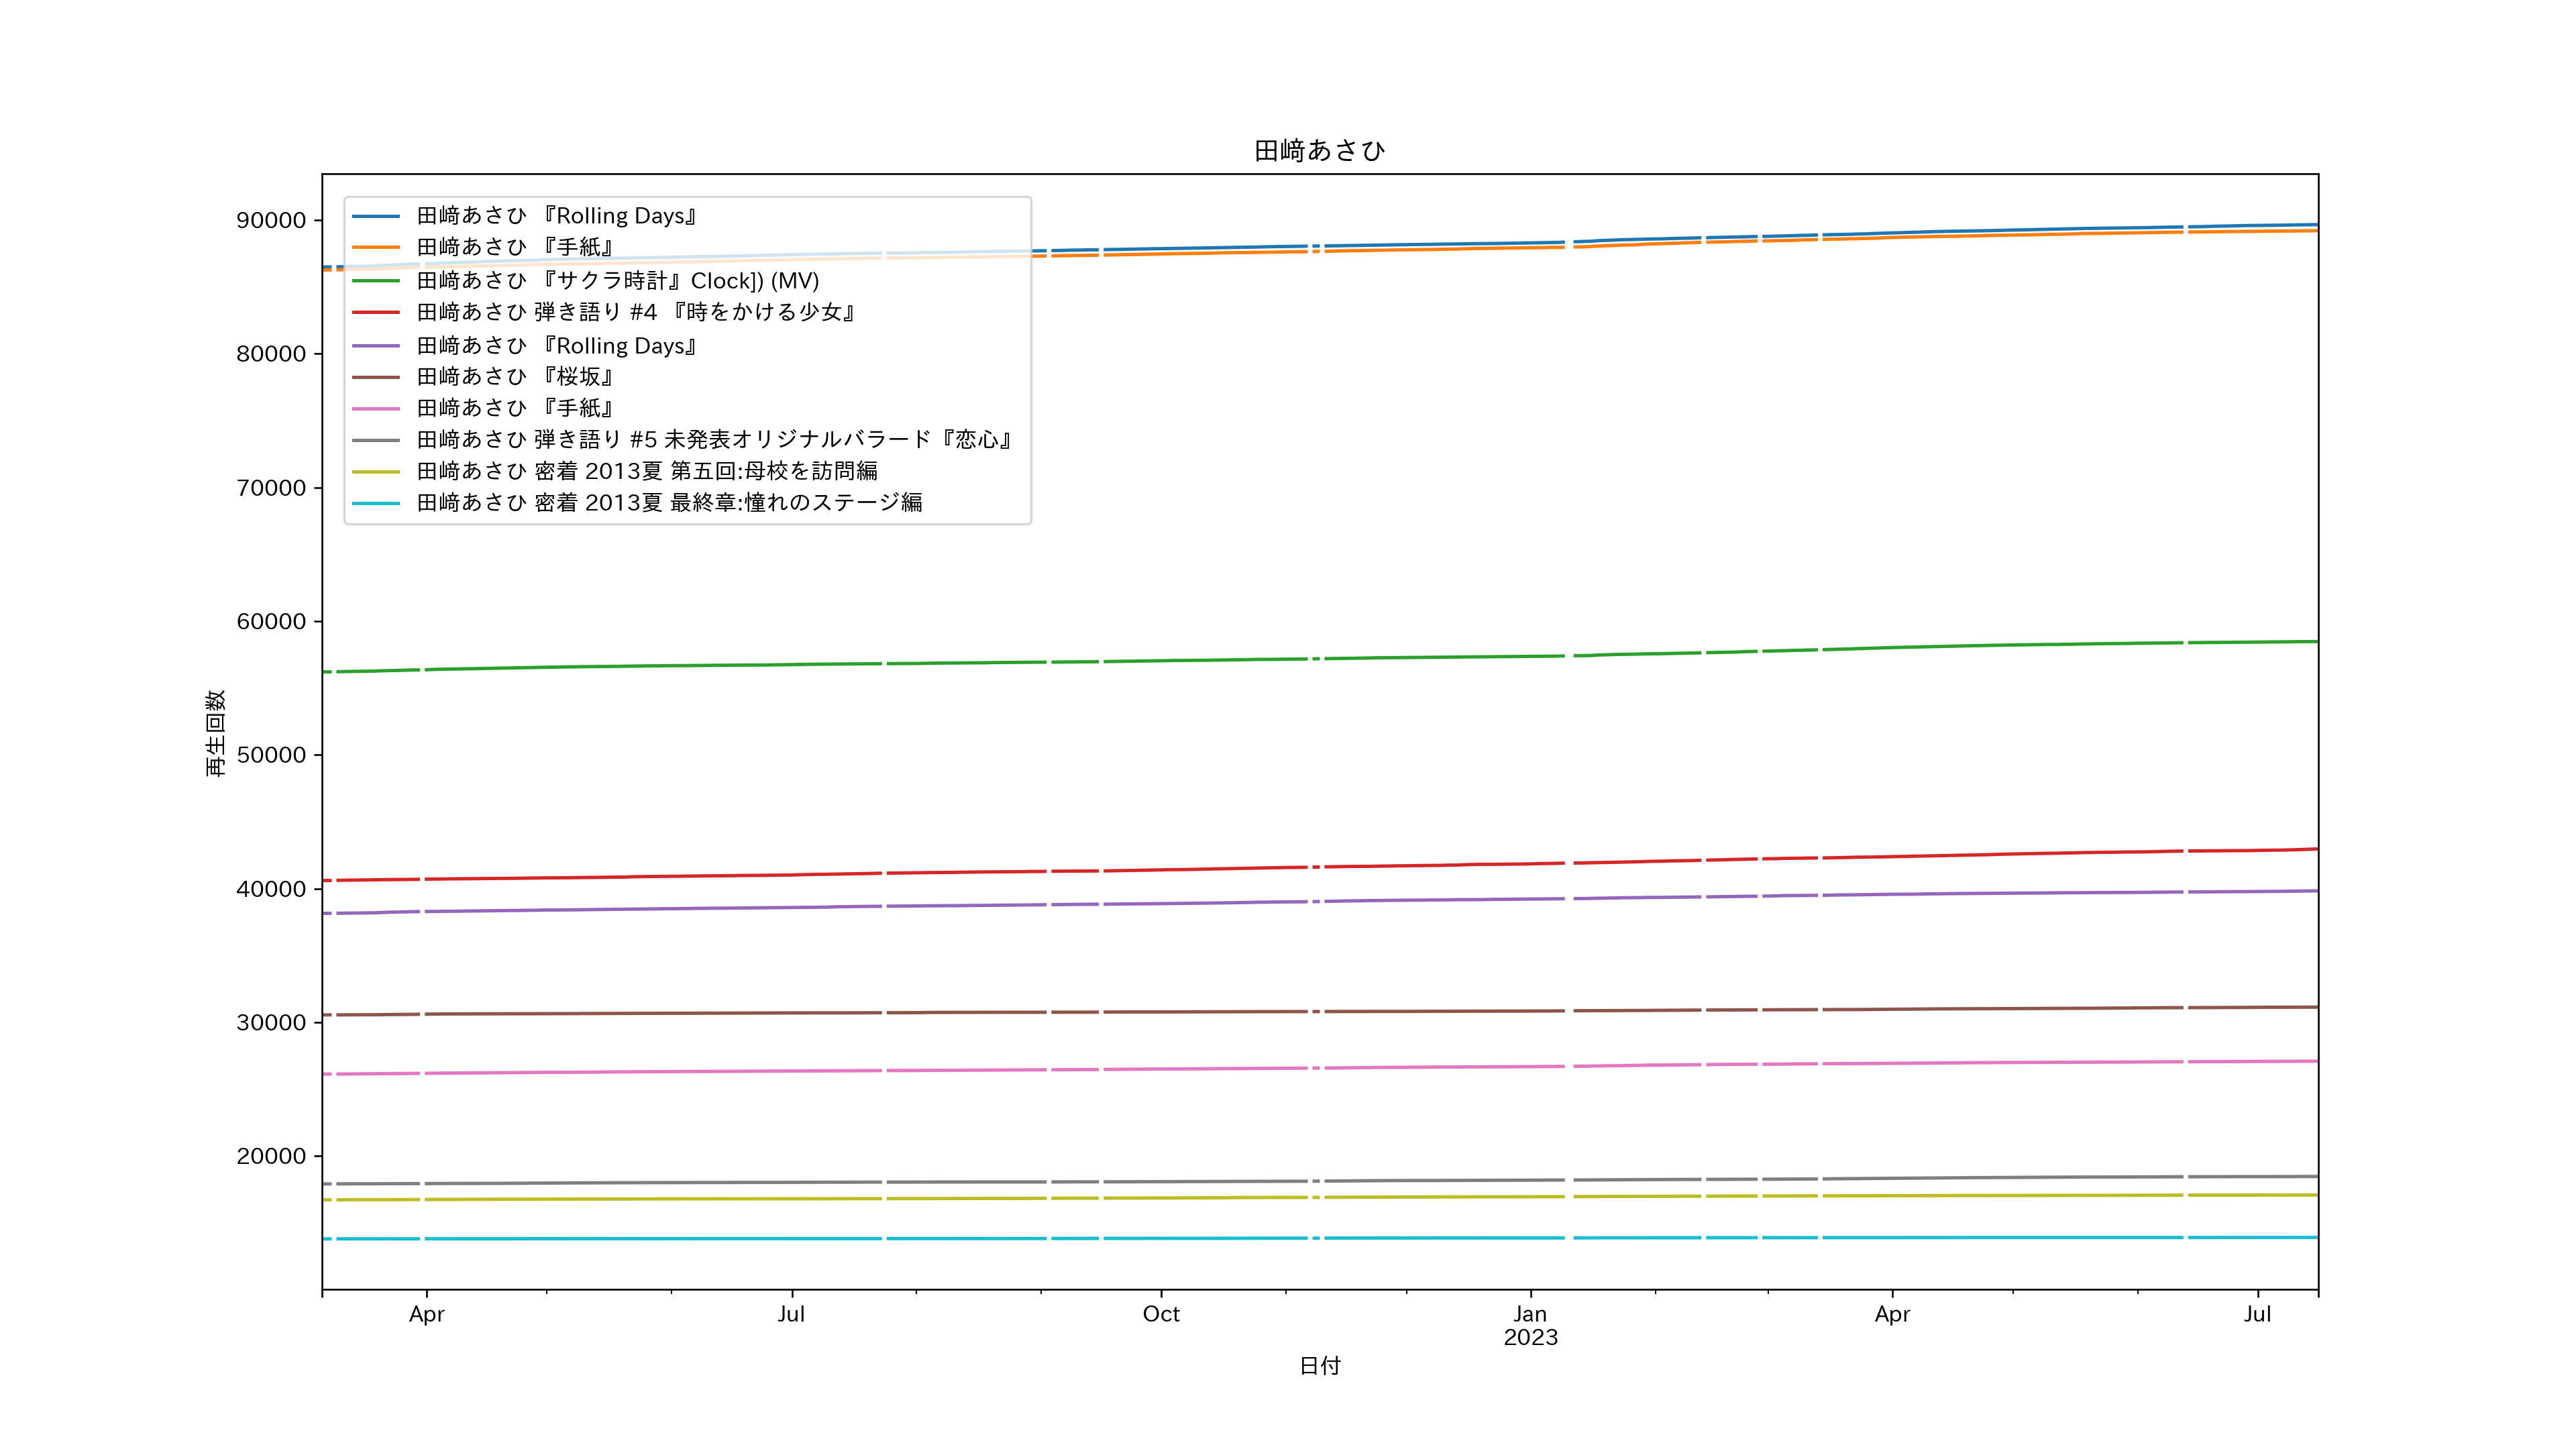 田﨑あさひ
90000
80000
70000
60000
50000
40000
30000
20000
再生回数
田﨑あさひ 『Rolling Days』
田﨑あさひ 『手紙』
田﨑あさひ 『サクラ時計』Clock]) (MV)
田﨑あさひ 弾き語り #4 『時をかける少女』
田﨑あさひ 『Rolling Days』
田﨑あさひ 『桜坂』
田﨑あさひ 『手紙』
田﨑あさひ 弾き語り #5 未発表オリジナルバラード『恋心』
田﨑あさひ 密着 2013夏 第五回:母校を訪問編
田﨑あさひ 密着 2013夏 最終章:憧れのステージ編
Apr Jul Oct Jan Apr Jul
2023
日付